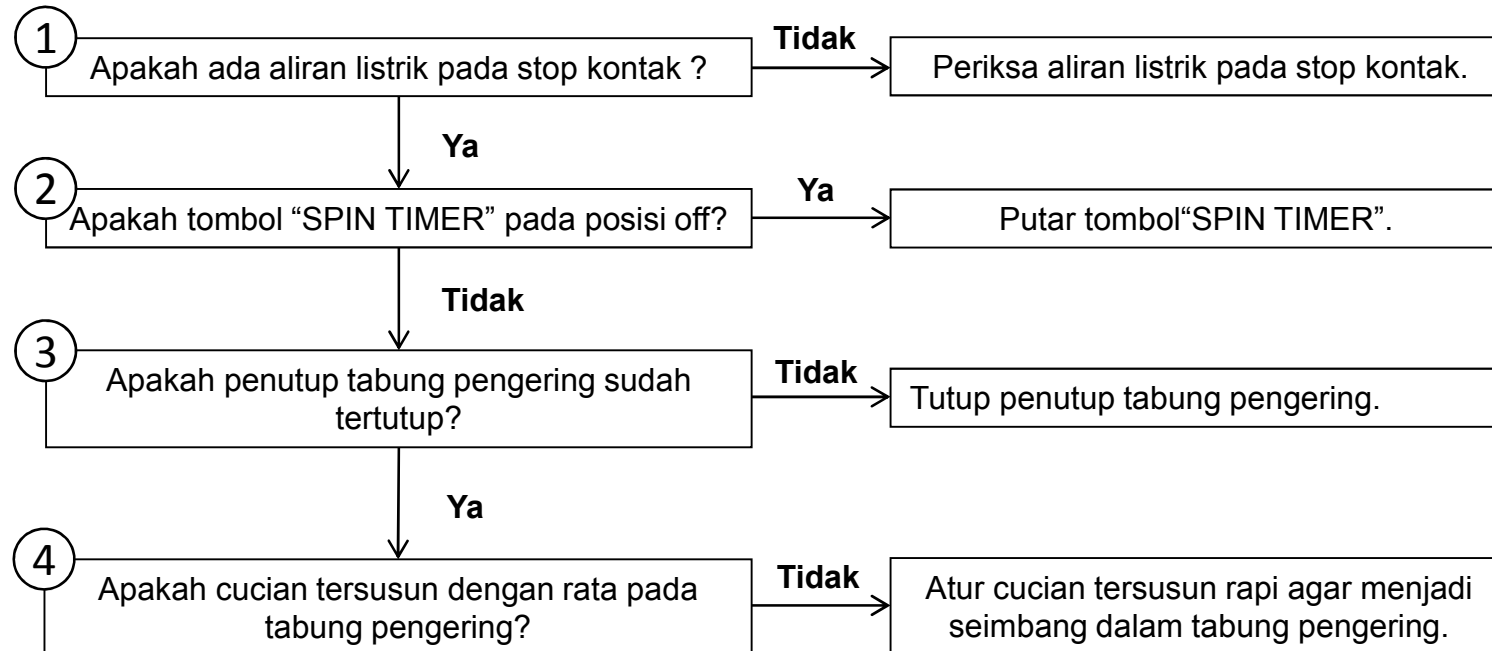 1
Apakah ada aliran listrik pada stop kontak ?
Tidak
Periksa aliran listrik pada stop kontak.
Ya
2
Apakah tombol “SPIN TIMER” pada posisi off?
Ya
Putar tombol“SPIN TIMER”.
Tidak
3
Apakah penutup tabung pengering sudah
tertutup?
Tidak
Tutup penutup tabung pengering.
Ya
4
Apakah cucian tersusun dengan rata pada
tabung pengering?
Tidak
Atur cucian tersusun rapi agar menjadi
seimbang dalam tabung pengering.